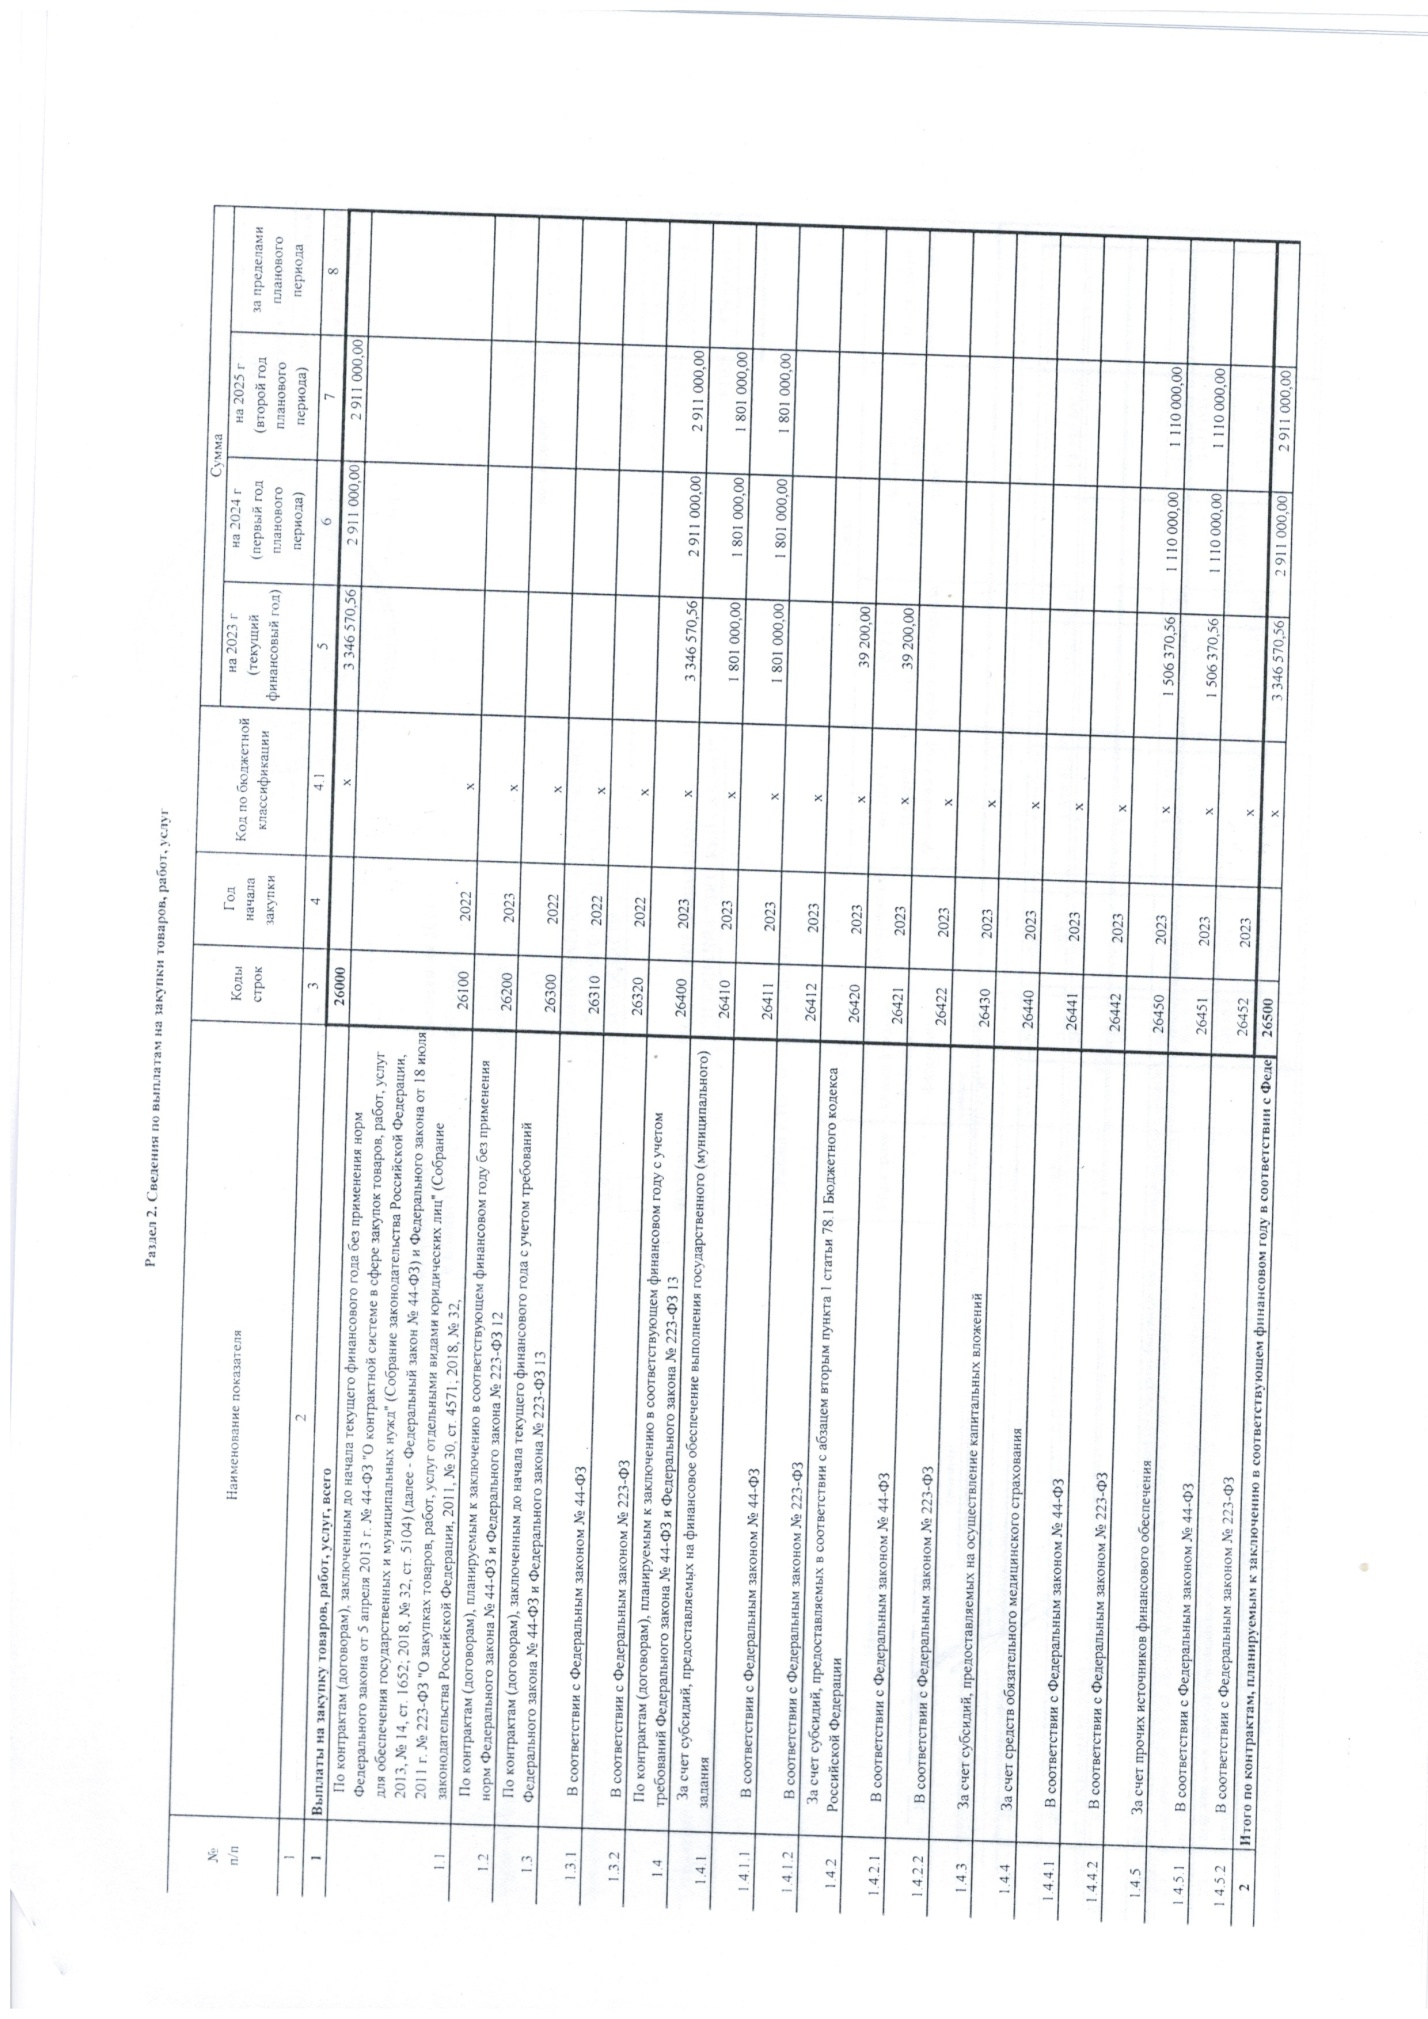 Раздел 2. Сведения по выплатам на закупки товаров, работ, услуг
№ п/п Наименование показателя Коды строк Год начала закупки Код по бюджетной классификации Сумма
на 2023 г (текущий финансовый год) на 2024 г (первый год планового периода) на 2025 г (второй год планового периода) за пределами планового периода
1 2 3 4 4.1 5 6 7 8
1 Выплаты на закупку товаров, работ, услуг, всего 26000 x 3 346 570,56 2 911 000,00 2 911 000,00
По контрактам (договорам), заключенным до начала текущего финансового года без применения норм
Федерального закона от 5 апреля 2013 г. № 44-ФЗ "О контрактной системе в сфере закупок товаров, работ, услуг
для обеспечения государственных и муниципальных нужд" (Собрание законодательства Российской Федерации,
2013, № 14, ст. 1652; 2018, № 32, ст. 5104) (далее - Федеральный закон № 44-ФЗ) и Федерального закона от 18 июля
2011 г. № 223-ФЗ "О закупках товаров, работ, услуг отдельными видами юридических лиц" (Собрание
1.1 законодательства Российской Федерации, 2011, № 30, ст. 4571; 2018, № 32, 26100 2022 x
По контрактам (договорам), планируемым к заключению в соответствующем финансовом году без применения
1.2 норм Федерального закона № 44-ФЗ и Федерального закона № 223-ФЗ 12 26200 2023 x
По контрактам (договорам), заключенным до начала текущего финансового года с учетом требований
1.3 Федерального закона № 44-ФЗ и Федерального закона № 223-ФЗ 13 26300 2022 x
1.3.1 В соответствии с Федеральным законом № 44-ФЗ 26310 2022 x
1.3.2 В соответствии с Федеральным законом № 223-ФЗ 26320 2022 x
По контрактам (договорам), планируемым к заключению в соответствующем финансовом году с учетом
1.4 требований Федерального закона № 44-ФЗ и Федерального закона № 223-ФЗ 13 26400 2023 x 3 346 570,56 2 911 000,00 2 911 000,00
За счет субсидий, предоставляемых на финансовое обеспечение выполнения государственного (муниципального)
1.4.1 задания 26410 2023 x 1 801 000,00 1 801 000,00 1 801 000,00
1.4.1.1 В соответствии с Федеральным законом № 44-ФЗ 26411 2023 x 1 801 000,00 1 801 000,00 1 801 000,00
1.4.1.2 В соответствии с Федеральным законом № 223-ФЗ 26412 2023 x
За счет субсидий, предоставляемых в соответствии с абзацем вторым пункта 1 статьи 78.1 Бюджетного кодекса
1.4.2 Российской Федерации 26420 2023 x 39 200,00
1.4.2.1 В соответствии с Федеральным законом № 44-ФЗ 26421 2023 x 39 200,00
1.4.2.2 В соответствии с Федеральным законом № 223-ФЗ 26422 2023 x
1.4.3 За счет субсидий, предоставляемых на осуществление капитальных вложений 26430 2023 x
1.4.4 За счет средств обязательного медицинского страхования 26440 2023 x
1.4.4.1 В соответствии с Федеральным законом № 44-ФЗ 26441 2023 x
1.4.4.2 В соответствии с Федеральным законом № 223-ФЗ 26442 2023 x
1.4.5 За счет прочих источников финансового обеспечения 26450 2023 x 1 506 370,56 1 110 000,00 1 110 000,00
1.4.5.1 В соответствии с Федеральным законом № 44-ФЗ 26451 2023 x 1 506 370,56 1 110 000,00 1 110 000,00
1.4.5.2 В соответствии с Федеральным законом № 223-ФЗ 26452 2023 x
2 Итого по контрактам, планируемым к заключению в соответствующем финансовом году в соответствии с Феде 26500 x 3 346 570,56 2 911 000,00 2 911 000,00